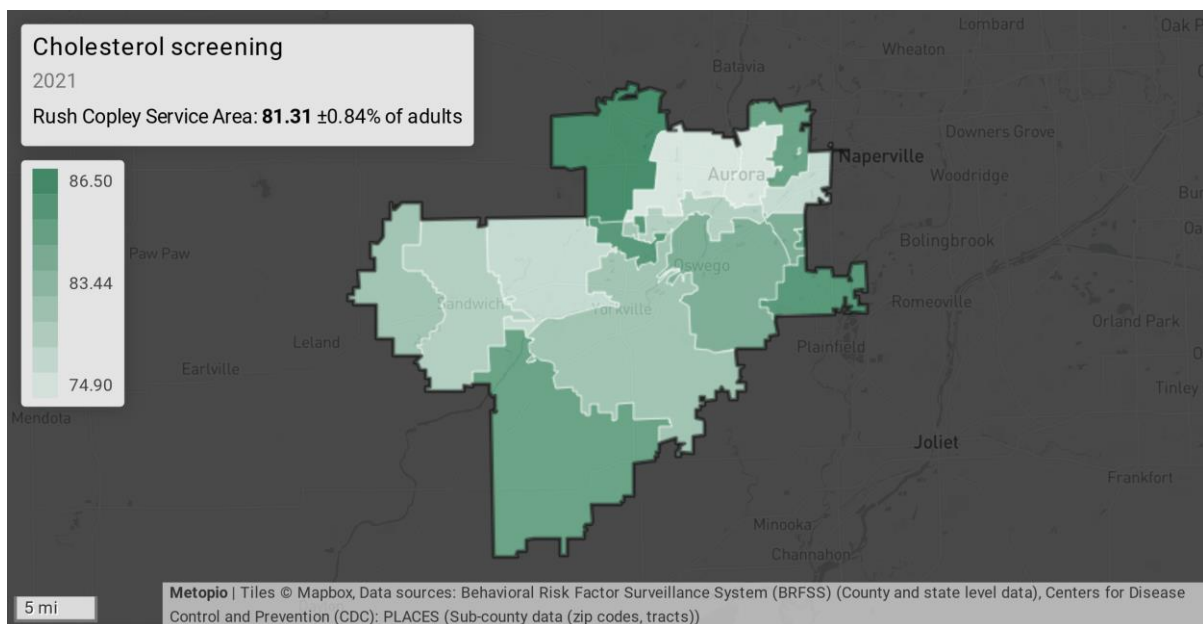 Cholesterol screening
2021
Rush Copley Service Area: 81.31 ±0.84% of adults
86.50
83.44
74.90
Lombard
Wheaton
Batavia
Downers Grove
Naperville
Woodridge
Aurora
Bolingbrook
Paw Paw
Oswego
Sandwich
Yorkville
Romeoville
Orland Park
Leland
Plainfield
Earlville
Tinley
Mendota
Joliet
Frankfort
Minooka
Channahon
5 mi
Metopio | Tiles © Mapbox, Data sources: Behavioral Risk Factor Surveillance System (BRFSS) (County and state level data), Centers for Disease
Control and Prevention (CDC): PLACES (Sub-county data (zip codes, tracts))